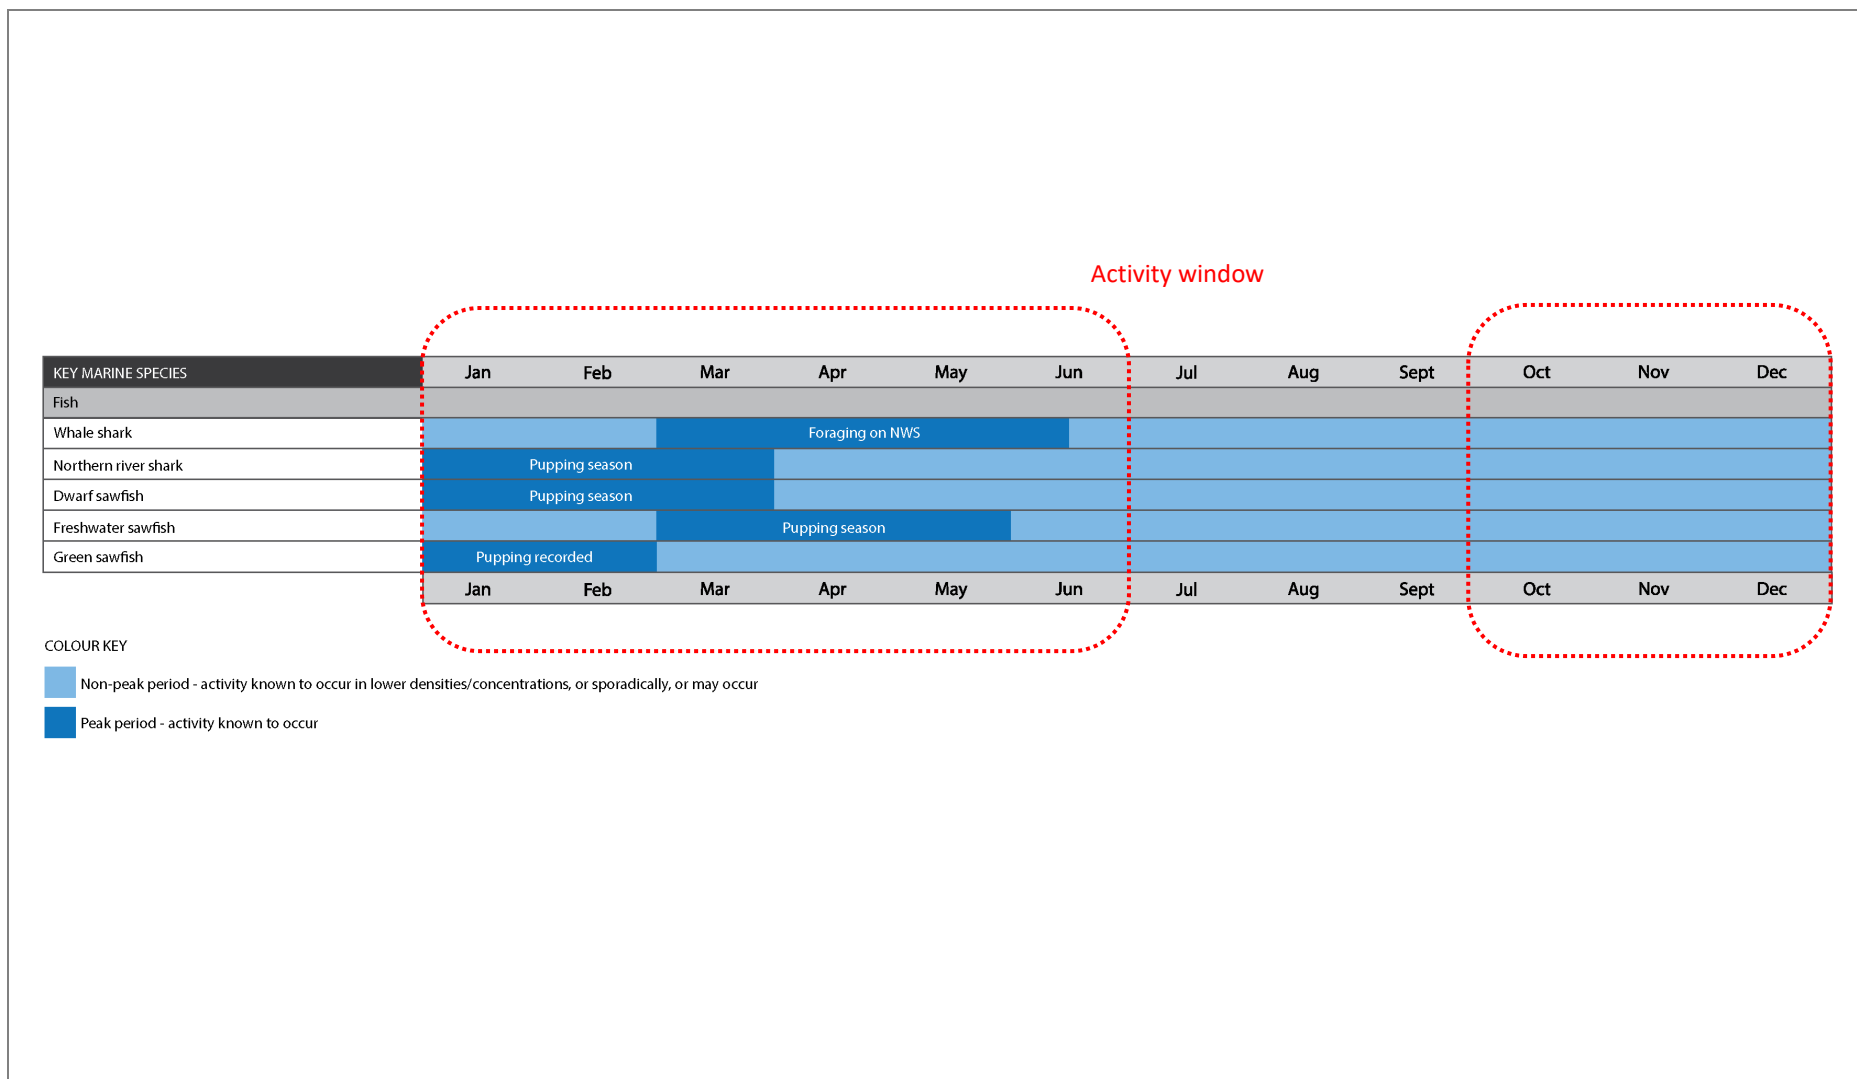 Activity window
KEY MARINE SPECIES Jan Feb Mar Apr May Jun Jul Aug Sept Oct Nov Dec
Fish
Whale shark Foraging on NWS
Northern river shark Pupping season
Dwarf sawfish Pupping season
Freshwater sawfish Pupping season
Green sawfish Pupping recorded
Jan Feb Mar Apr May Jun Jul Aug Sept Oct Nov Dec
COLOUR KEY
Non-peak period - activity known to occur in lower densities/concentrations, or sporadically, or may occur
Peak period - activity known to occur